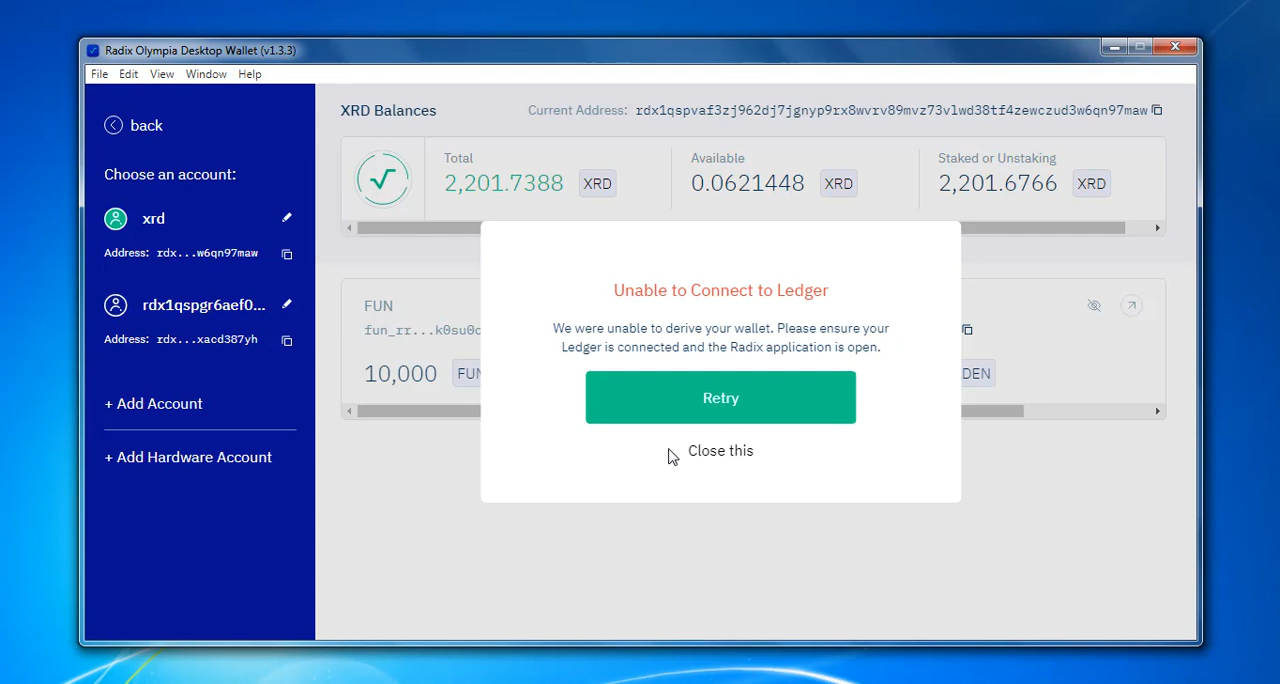 Radix Olympia Desktop Wallet (v1.3.3)
File Edit View Window Help
back
Choose an account:
xrd
Address: rdx...w6qn97maw
rdx1qspgr6aef0...
Address: rdx...xacd387yh
+ Add Account
+ Add Hardware Account
XRD Balances
Current Address: rdx1qspvaf3zj962dj7jgnyp9rx8wvrv89mvz73vlwd38tf4zewczud3w6qn97maw
Total
2,201.7388 XRD
Available
0.0621448 XRD
Staked or Unstaking
2,201.6766 XRD
FUN
fun_rr...k0su0
10,000 FUN
DEN
Unable to Connect to Ledger
We were unable to derive your wallet. Please ensure your
Ledger is connected and the Radix application is open.
Retry
Close this